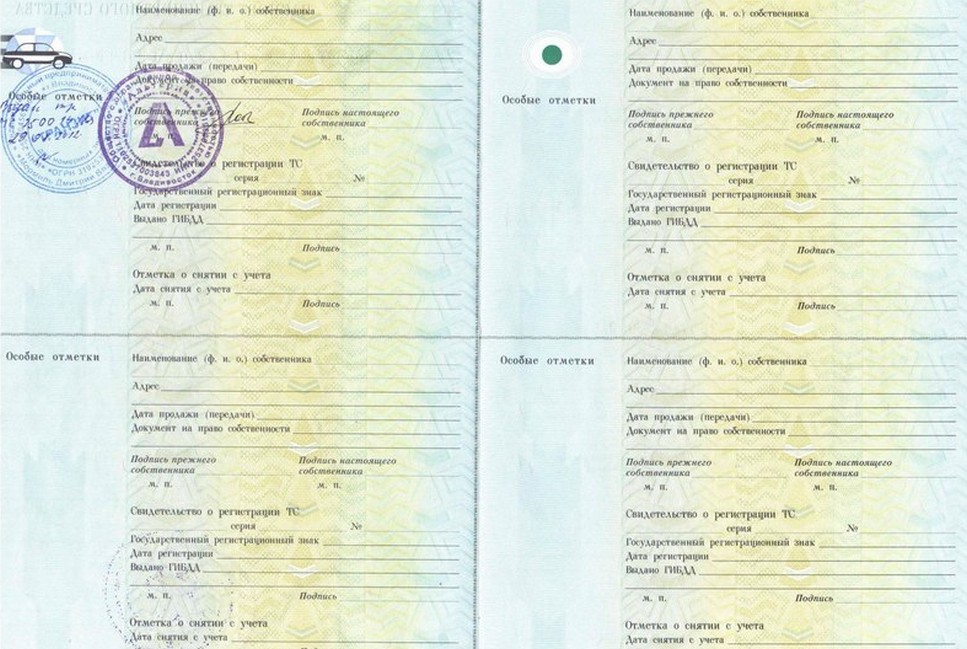 Наименование (ф. и. о.) собственника
Адрес
Дата продажи (передачи)
Документ на право собственности
Особые отметки
Подпись прежнего собственника
Подпись настоящего собственника
м. п.
м. п.
Свидетельство о регистрации ТС
серия №
Государственный регистрационный знак
Дата регистрации
Выдано ГИБДД
м. п. Подпись
Отметка о снятии с учета
Дата снятия с учета
м. п. Подпись
г. Владивосток
Наименование (ф. и. о.) собственника
Адрес
Дата продажи (передачи)
Документ на право собственности
Особые отметки
Подпись прежнего собственника
Подпись настоящего собственника
м. п.
м. п.
Свидетельство о регистрации ТС
серия №
Государственный регистрационный знак
Дата регистрации
Выдано ГИБДД
м. п. Подпись
Отметка о снятии с учета
Дата снятия с учета
м. п. Подпись
Особые отметки
Наименование (ф. и. о.) собственника
Адрес
Дата продажи (передачи)
Документ на право собственности
Подпись прежнего собственника
Подпись настоящего собственника
м. п.
м. п.
Свидетельство о регистрации ТС
серия №
Государственный регистрационный знак
Дата регистрации
Выдано ГИБДД
м. п. Подпись
Отметка о снятии с учета
Дата снятия с учета
Особые отметки
Наименование (ф. и. о.) собственника
Адрес
Дата продажи (передачи)
Документ на право собственности
Подпись прежнего собственника
Подпись настоящего собственника
м. п.
м. п.
Свидетельство о регистрации ТС
серия №
Государственный регистрационный знак
Дата регистрации
Выдано ГИБДД
м. п. Подпись
Отметка о снятии с учета
Дата снятия с учета